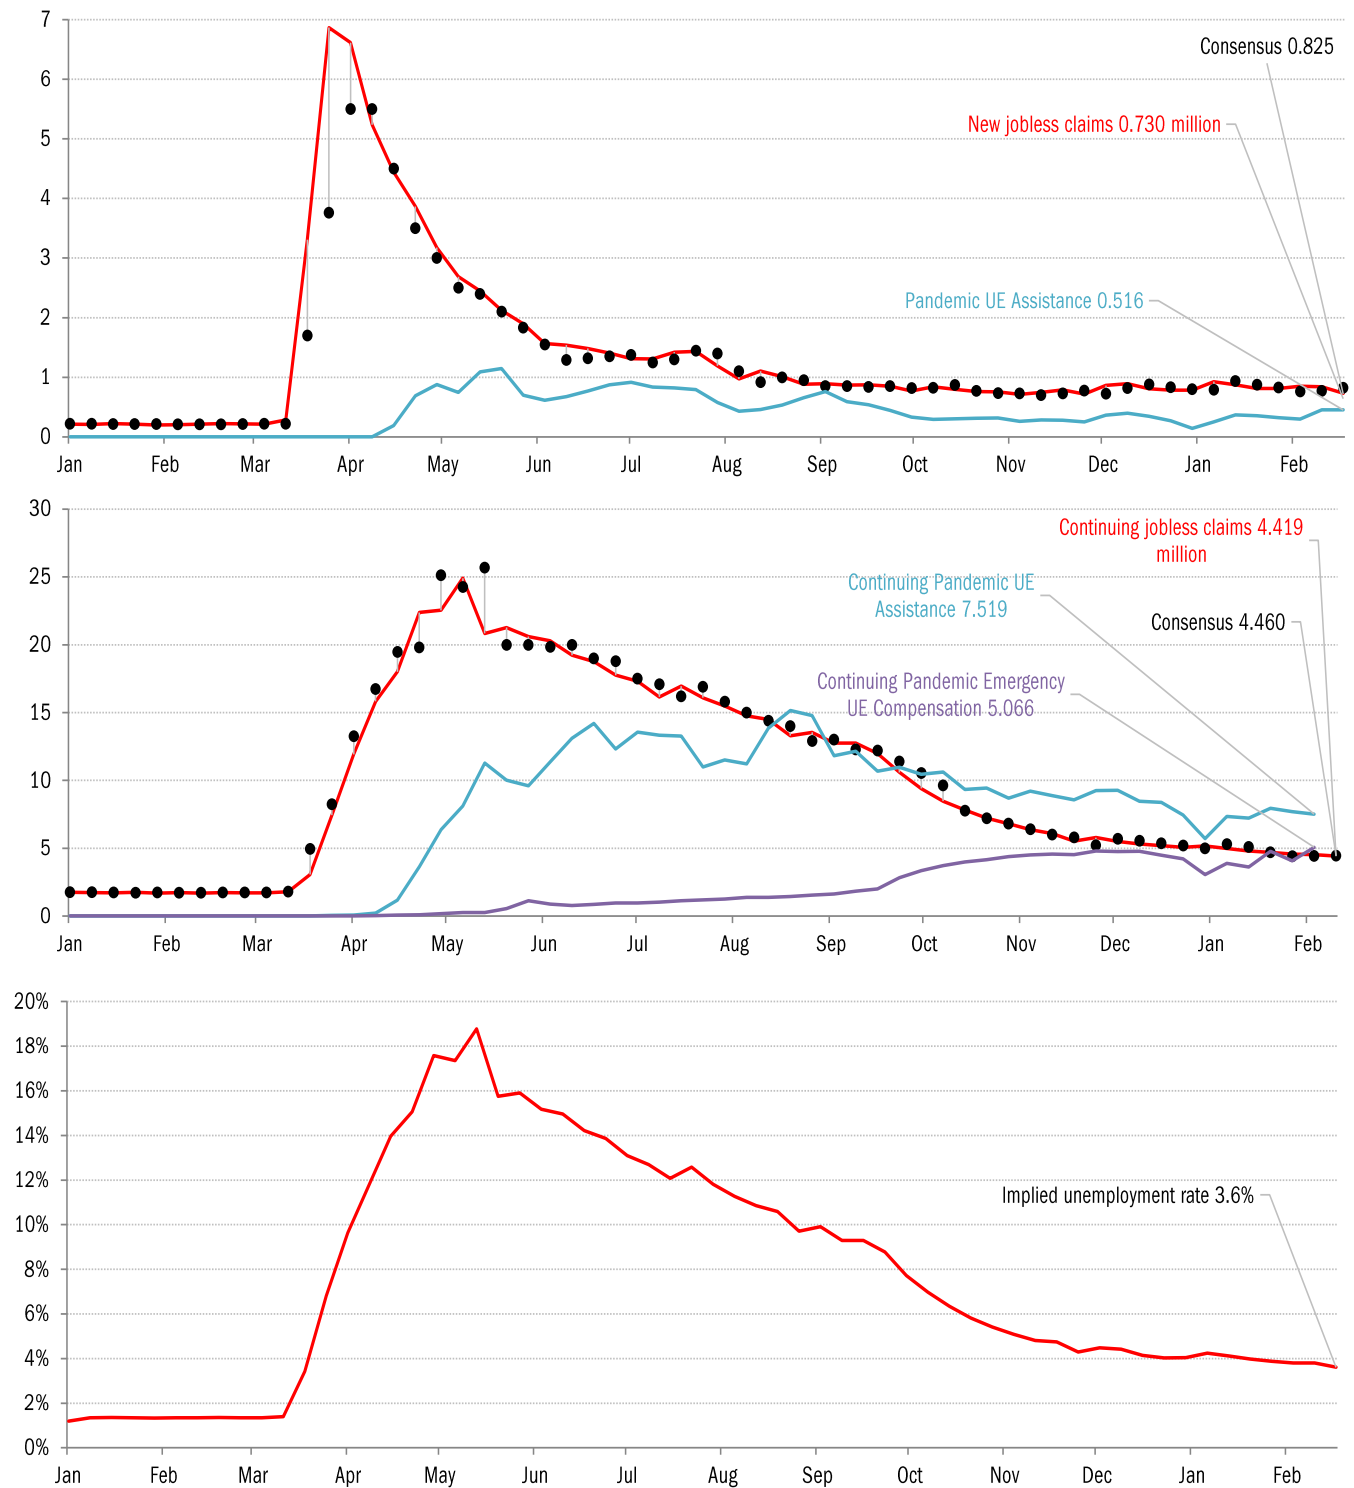 7
6
5
4
3
2
1
0
Consensus 0.825
New jobless claims 0.730 million
Pandemic UE Assistance 0.516
Jan Feb Mar Apr May Jun Jul Aug Sep Oct Nov Dec Jan Feb
30
25
20
15
10
5
0
Continuing jobless claims 4.419
million
Continuing Pandemic UE
Assistance 7.519
Consensus 4.460
Continuing Pandemic Emergency
UE Compensation 5.066
Jan Feb Mar Apr May Jun Jul Aug Sep Oct Nov Dec Jan Feb
20%
18%
16%
14%
12%
10%
8%
6%
4%
2%
0%
Implied unemployment rate 3.6%
Jan Feb Mar Apr May Jun Jul Aug Sep Oct Nov Dec Jan Feb